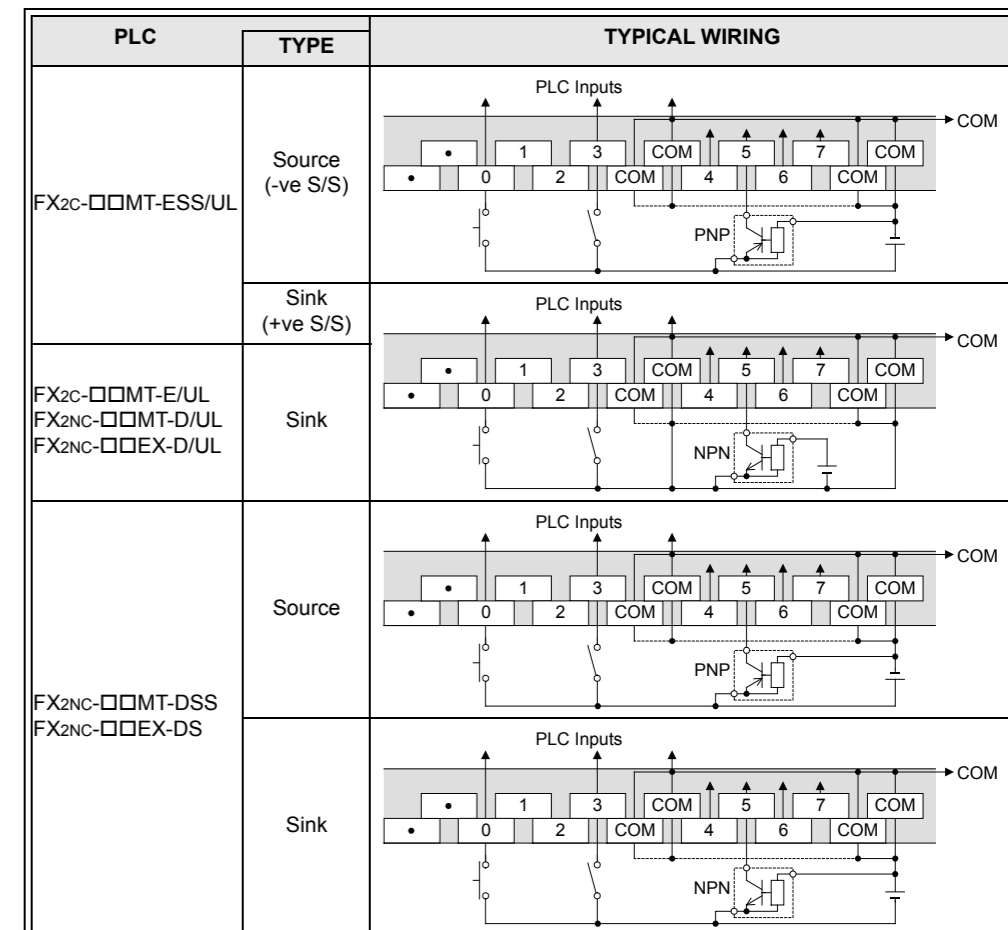 PLC
TYPE
TYPICAL WIRING
FX2C-□□MT-ESS/UL
Source
(-ve S/S)
PLC Inputs
COM
• 1 3 COM 5 7 COM
• 0 2 COM 4 6 COM
PNP
Sink
(+ve S/S)
FX2C-□□MT-E/UL
FX2NC-□□MT-D/UL
FX2NC-□□EX-D/UL
Sink
PLC Inputs
COM
• 1 3 COM 5 7 COM
• 0 2 COM 4 6 COM
NPN
FX2NC-□□MT-DSS
FX2NC-□□EX-DS
Source
PLC Inputs
COM
• 1 3 COM 5 7 COM
• 0 2 COM 4 6 COM
PNP
Sink
PLC Inputs
COM
• 1 3 COM 5 7 COM
• 0 2 COM 4 6 COM
NPN